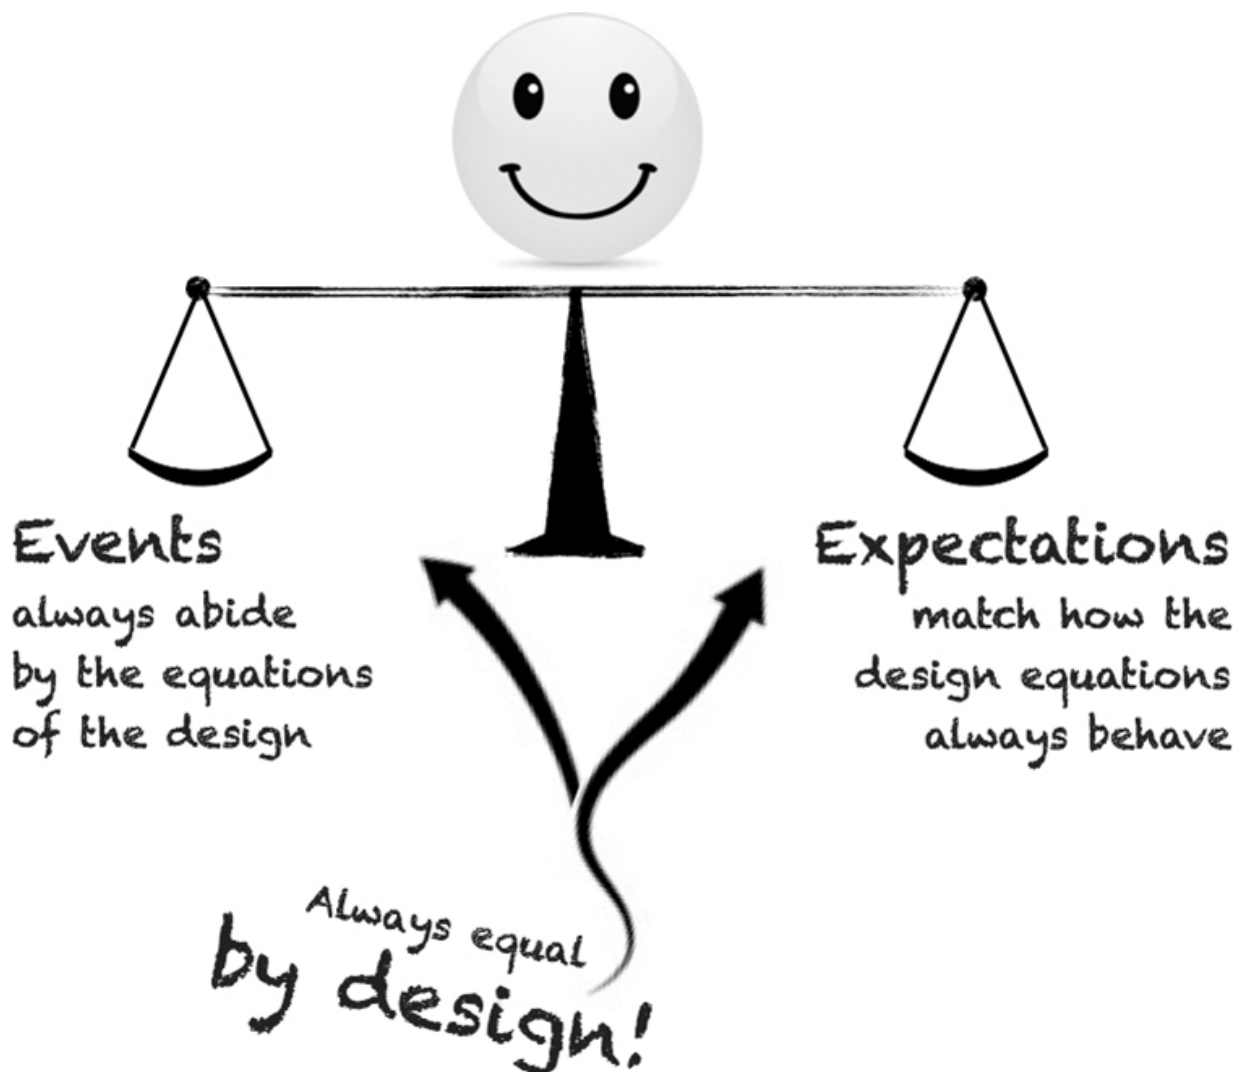 Events
always abide
by the equations
of the design
Expectations
match how the
design equations
always behave
Always equal
by design!